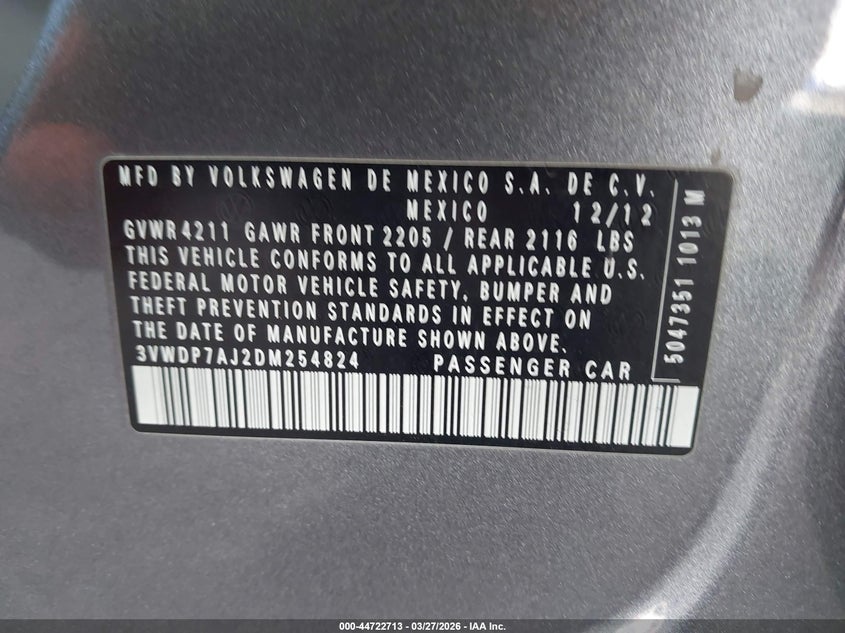 MFD BY VOLKSWAGEN DE MEXICO S.A. DE C.V.
MEXICO 12/12
GVWR 4211 GAWR FRONT 2205 / REAR 2116 LBS
THIS VEHICLE CONFORMS TO ALL APPLICABLE U.S.
FEDERAL MOTOR VEHICLE SAFETY, BUMPER AND
THEFT PREVENTION STANDARDS IN EFFECT ON
THE DATE OF MANUFACTURE SHOWN ABOVE.
3VWDP7AJ2DM254824 PASSENGER CAR
5047351 1013 M
000-44722713 — 03/27/2026 — IAA Inc.